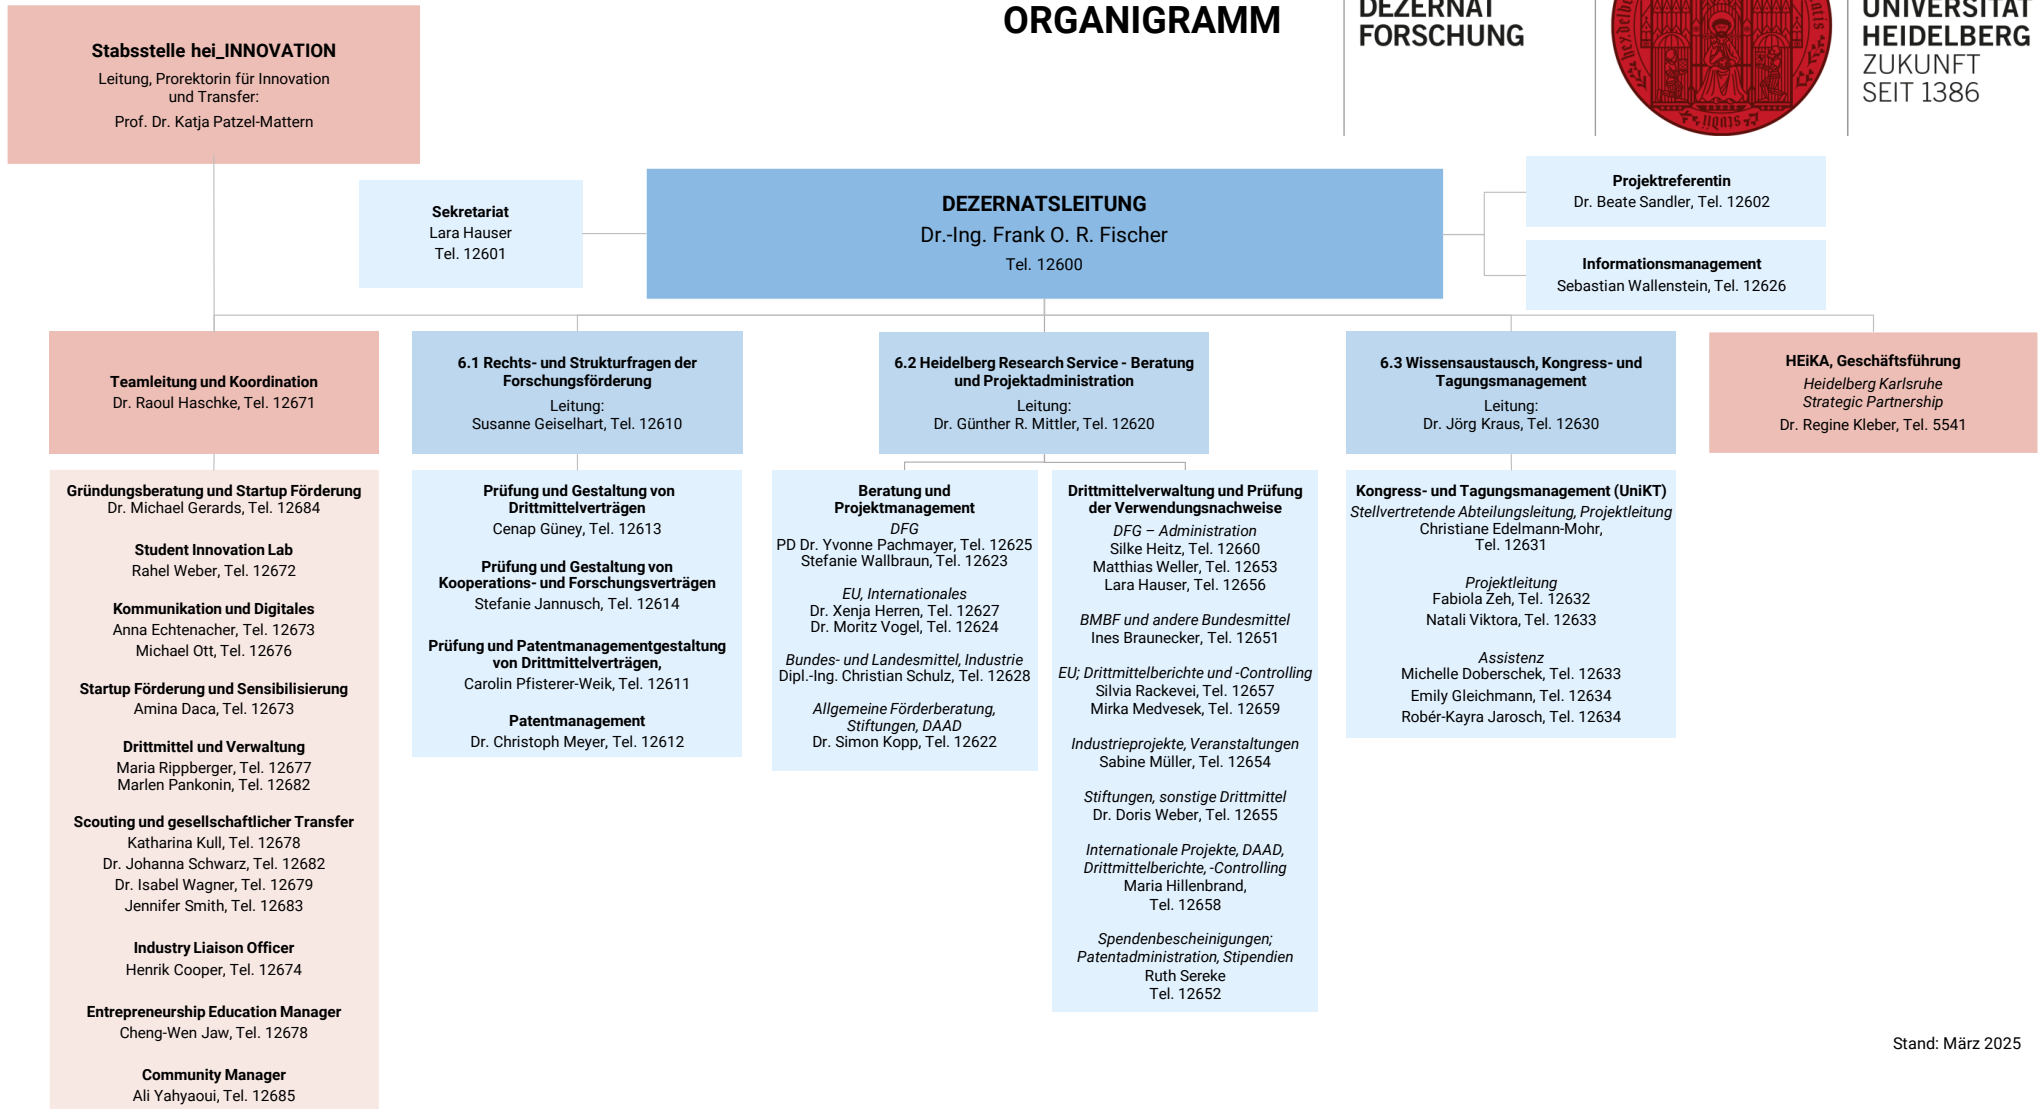 Stabsstelle hei_INNOVATION
Leitung, Prorektorin für Innovation
und Transfer:
Prof. Dr. Katja Patzel-Mattern
ORGANIGRAMM
DEZERNAT
FORSCHUNG
UNIVERSITÄT
HEIDELBERG
ZUKUNFT
SEIT 1386
Sekretariat
Lara Hauser
Tel. 12601
DEZERNATSLEITUNG
Dr.-Ing. Frank O. R. Fischer
Tel. 12600
Projektreferentin
Dr. Beate Sandler, Tel. 12602
Informationsmanagement
Sebastian Wallenstein, Tel. 12626
Teamleitung und Koordination
Dr. Raoul Haschke, Tel. 12671
6.1 Rechts- und Strukturfragen der
Forschungsförderung
Leitung:
Susanne Geiselhart, Tel. 12610
6.2 Heidelberg Research Service - Beratung
und Projektadministration
Leitung:
Dr. Günther R. Mittler, Tel. 12620
6.3 Wissensaustausch, Kongress- und
Tagungsmanagement
Leitung:
Dr. Jörg Kraus, Tel. 12630
HEiKA, Geschäftsführung
Heidelberg Karlsruhe
Strategic Partnership
Dr. Regine Kleber, Tel. 5541
Gründungsberatung und Startup Förderung
Dr. Michael Gerards, Tel. 12684
Student Innovation Lab
Rahel Weber, Tel. 12672
Kommunikation und Digitales
Anna Echtenacher, Tel. 12673
Michael Ott, Tel. 12676
Startup Förderung und Sensibilisierung
Amina Daca, Tel. 12673
Drittmittel und Verwaltung
Maria Rippberger, Tel. 12677
Marlen Pankonin, Tel. 12682
Scouting und gesellschaftlicher Transfer
Katharina Kull, Tel. 12678
Dr. Johanna Schwarz, Tel. 12682
Dr. Isabel Wagner, Tel. 12679
Jennifer Smith, Tel. 12683
Industry Liaison Officer
Henrik Cooper, Tel. 12674
Entrepreneurship Education Manager
Cheng-Wen Jaw, Tel. 12678
Community Manager
Ali Yahyaoui, Tel. 12685
Prüfung und Gestaltung von
Drittmittelverträgen
Cenap Güney, Tel. 12613
Prüfung und Gestaltung von
Kooperations- und Forschungsverträgen
Stefanie Jannusch, Tel. 12614
Prüfung und Patentmanagementgestaltung
von Drittmittelverträgen,
Carolin Pfisterer-Weik, Tel. 12611
Patentmanagement
Dr. Christoph Meyer, Tel. 12612
Beratung und
Projektmanagement
DFG
PD Dr. Yvonne Pachmayer, Tel. 12625
Stefanie Wallbraun, Tel. 12623
EU, Internationales
Dr. Xenja Herren, Tel. 12627
Dr. Moritz Vogel, Tel. 12624
Bundes- und Landesmittel, Industrie
Dipl.-Ing. Christian Schulz, Tel. 12628
Allgemeine Förderberatung,
Stiftungen, DAAD
Dr. Simon Kopp, Tel. 12622
Drittmittelverwaltung und Prüfung
der Verwendungsnachweise
DFG – Administration
Silke Heitz, Tel. 12660
Matthias Weller, Tel. 12653
Lara Hauser, Tel. 12656
BMBF und andere Bundesmittel
Ines Braunecker, Tel. 12651
EU; Drittmittelberichte und -Controlling
Silvia Rackevei, Tel. 12657
Mirka Medvesek, Tel. 12659
Industrieprojekte, Veranstaltungen
Sabine Müller, Tel. 12654
Stiftungen, sonstige Drittmittel
Dr. Doris Weber, Tel. 12655
Internationale Projekte, DAAD,
Drittmittelberichte, -Controlling
Maria Hillenbrand,
Tel. 12658
Spendenbescheinigungen;
Patentadministration, Stipendien
Ruth Sereke
Tel. 12652
Kongress- und Tagungsmanagement (UniKT)
Stellvertretende Abteilungsleitung, Projektleitung
Christiane Edelmann-Mohr,
Tel. 12631
Projektleitung
Fabiola Zeh, Tel. 12632
Natali Viktora, Tel. 12633
Assistenz
Michelle Doberschek, Tel. 12633
Emily Gleichmann, Tel. 12634
Robér-Kayra Jarosch, Tel. 12634
Stand: März 2025